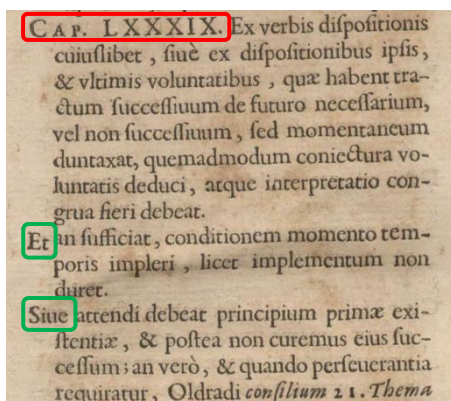 CAP. LXXXIX. Ex verbis diſpoſitionis
cuiuſlibet, ſiuè ex diſpoſitionibus ipſis,
& vltimis voluntatibus, quæ habent tra-
ctum ſucceſſiuum de futuro neceſſarium,
vel non ſucceſſiuum, ſed momentaneum
duntaxat, quemadmodum coniectura vo-
luntatis deduci, atque interpretatio con-
grua fieri debeat.
Et an ſufficiat, conditionem momento tem-
poris impleri, licet implementum non
duret.
Siue attendi debeat principium primæ exi-
ſtentiæ, & poſtea non curemus eius ſuc-
ceſſum; an verò, & quando perſeuerantia
requiratur, Oldradi conſilium 21. Thema